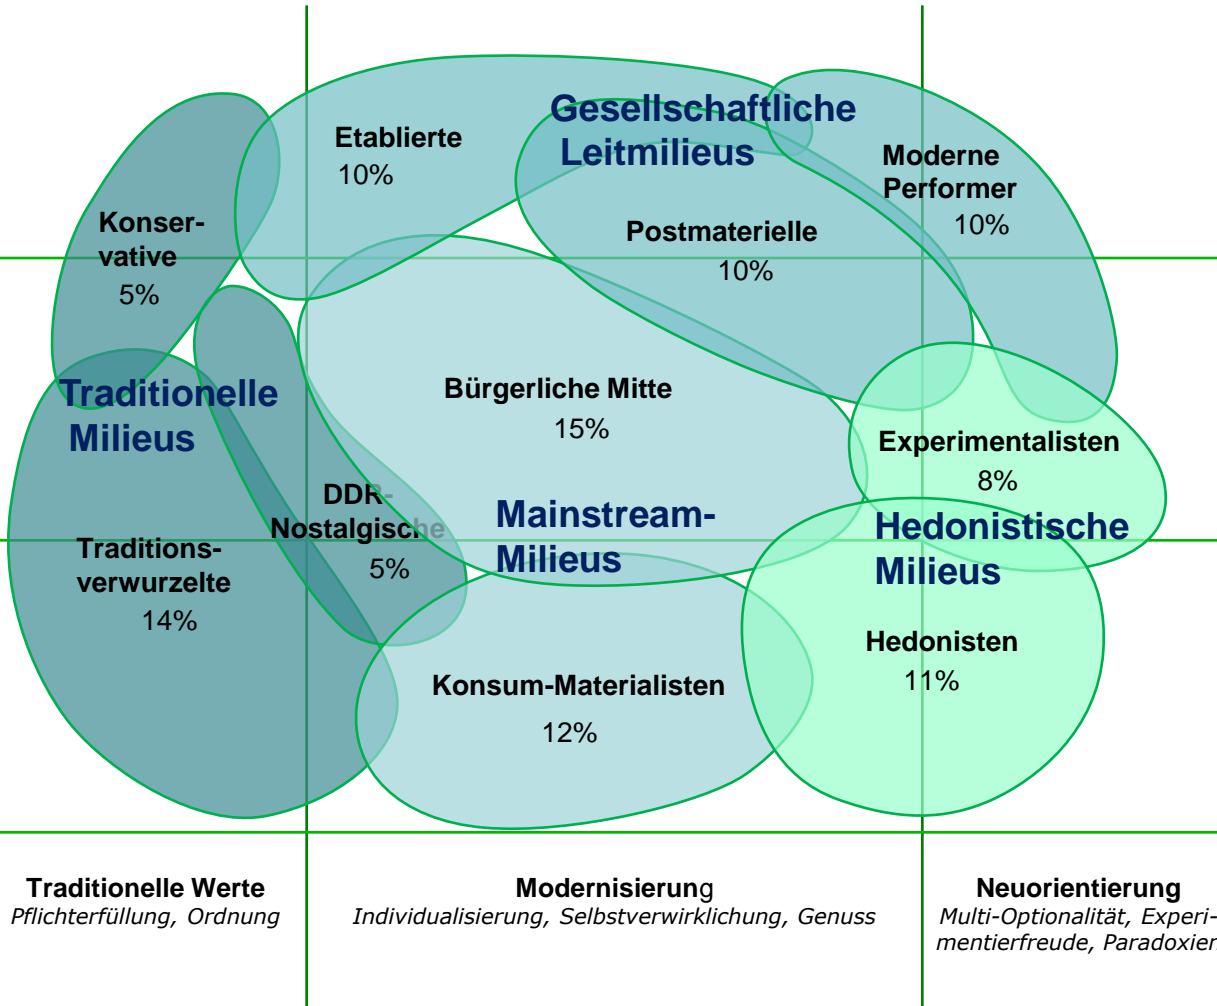 Gesellschaftliche
Leitmilieus
Etablierte
10%
Moderne
Performer
10%
Konser-
vative
5%
Postmaterielle
10%
Traditionelle
Milieus
Bürgerliche Mitte
15%
Experimentalisten
8%
DDR-
Nostalgische
5%
Mainstream-
Milieus
Hedonistische
Milieus
Traditions-
verwurzelte
14%
Hedonisten
11%
Konsum-Materialisten
12%
Traditionelle Werte
Pflichterfüllung, Ordnung
Modernisierung
Individualisierung, Selbstverwirklichung, Genuss
Neuorientierung
Multi-Optionalität, Experi-
mentierfreude, Paradoxien